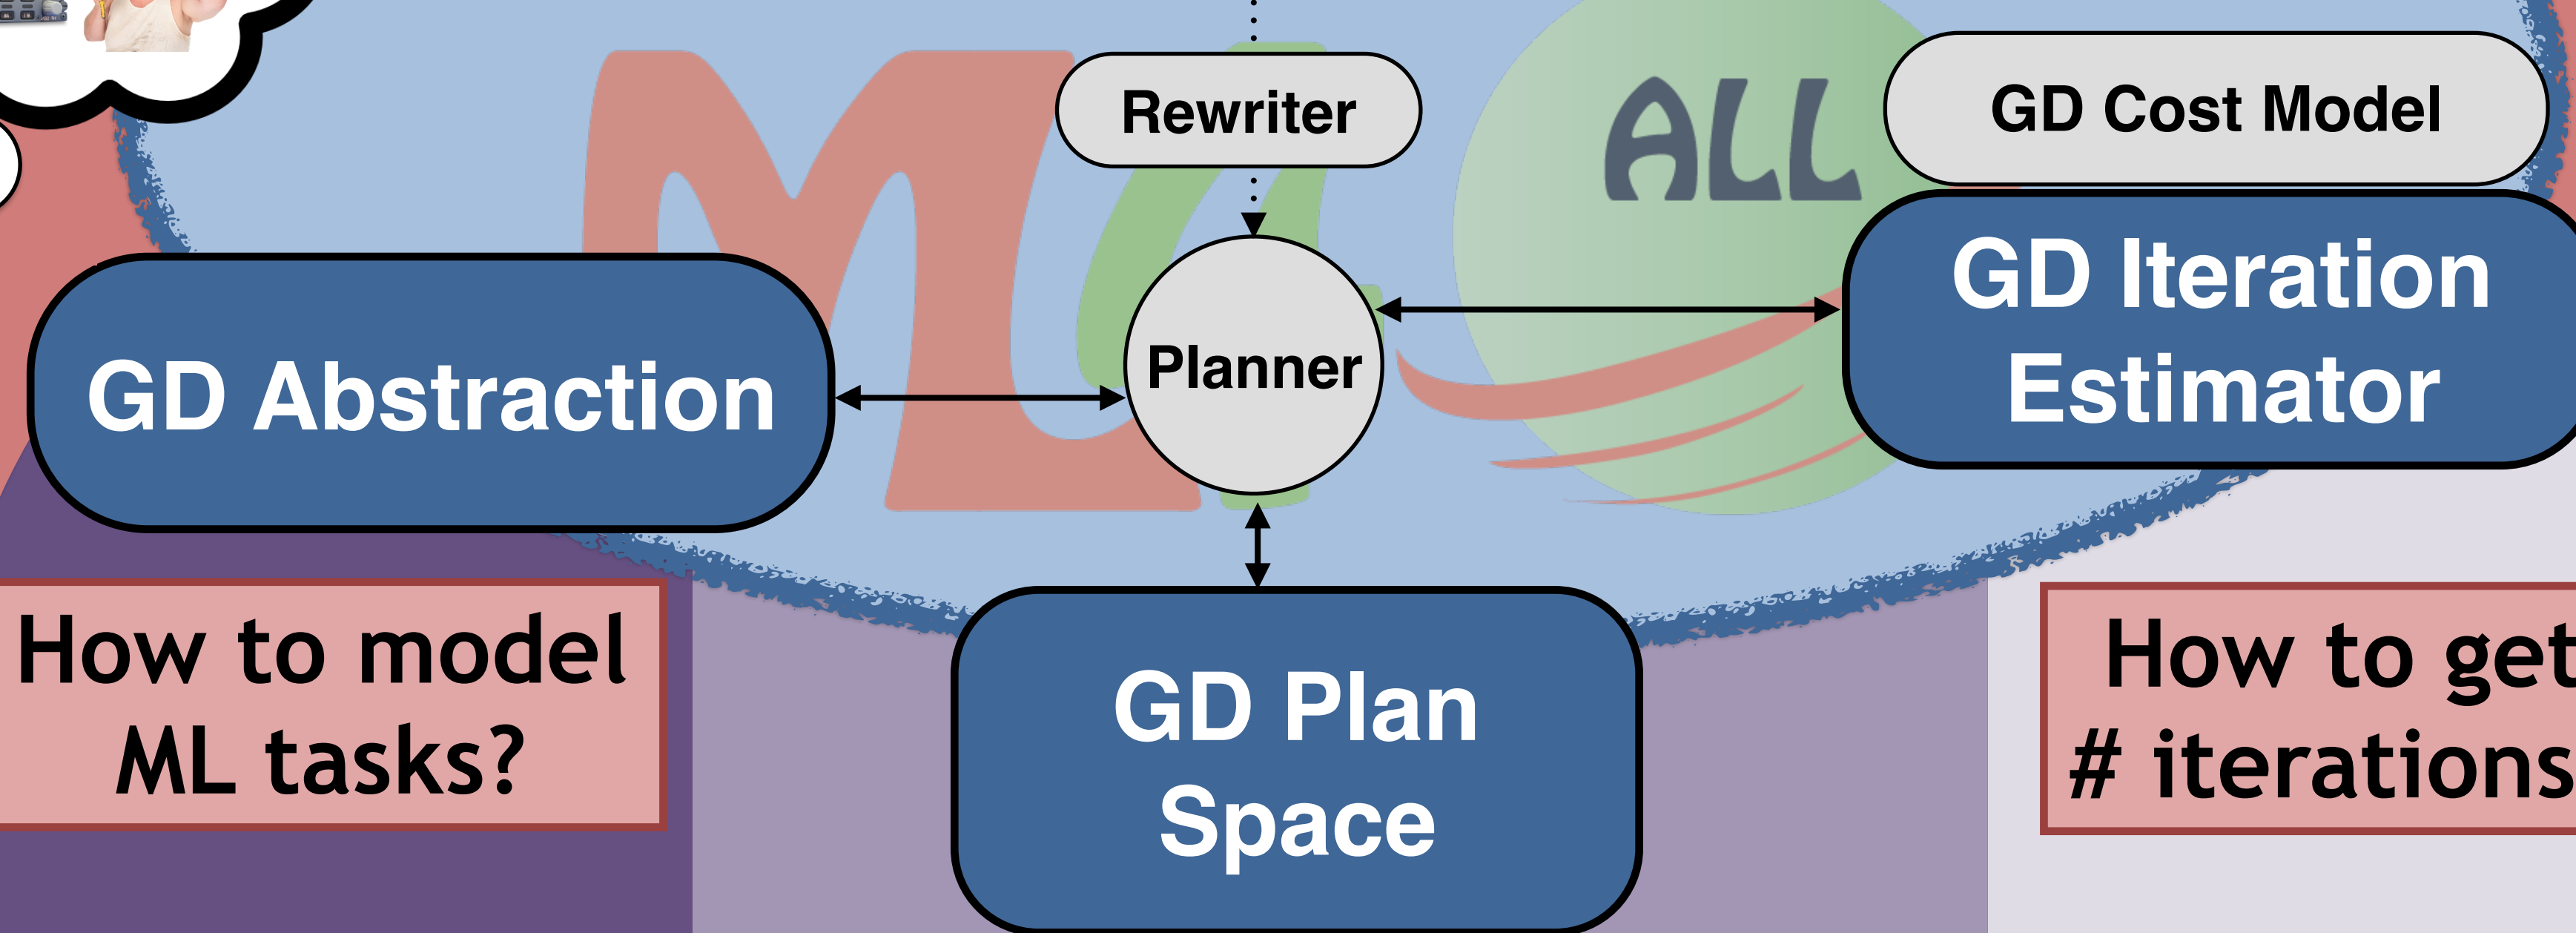 ML4ALL
Rewriter
GD Cost Model
GD Iteration
Estimator
Planner
GD Abstraction
How to model
ML tasks?
GD Plan
Space
How to get
# iterations